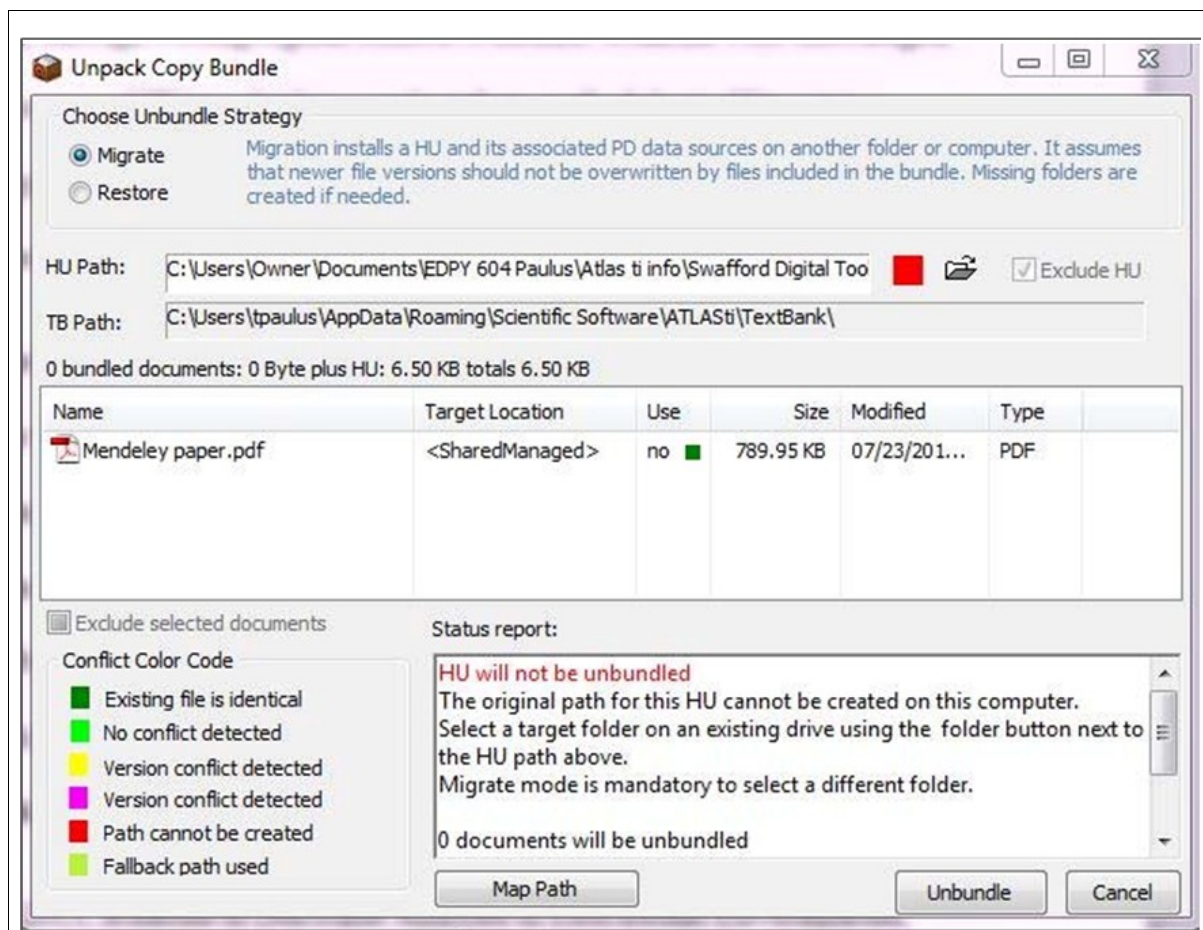 Unpack Copy Bundle
Choose Unbundle Strategy
Migrate
Restore
Migration installs a HU and its associated PD data sources on another folder or computer. It assumes
that newer file versions should not be overwritten by files included in the bundle. Missing folders are
created if needed.
HU Path: C:\Users\Owner\Documents\EDPY 604 Paulus\Atlas ti info\Swafford Digital Too Exclude HU
TB Path: C:\Users\tpaulus\AppData\Roaming\Scientific Software\ATLASti\TextBank\
0 bundled documents: 0 Byte plus HU: 6.50 KB totals 6.50 KB
Name Target Location Use Size Modified Type
Mendeley paper.pdf <SharedManaged> no 789.95 KB 07/23/201... PDF
Exclude selected documents
Conflict Color Code
Existing file is identical
No conflict detected
Version conflict detected
Version conflict detected
Path cannot be created
Fallback path used
Status report:
HU will not be unbundled
The original path for this HU cannot be created on this computer.
Select a target folder on an existing drive using the folder button next to
the HU path above.
Migrate mode is mandatory to select a different folder.
0 documents will be unbundled
Map Path Unbundle Cancel